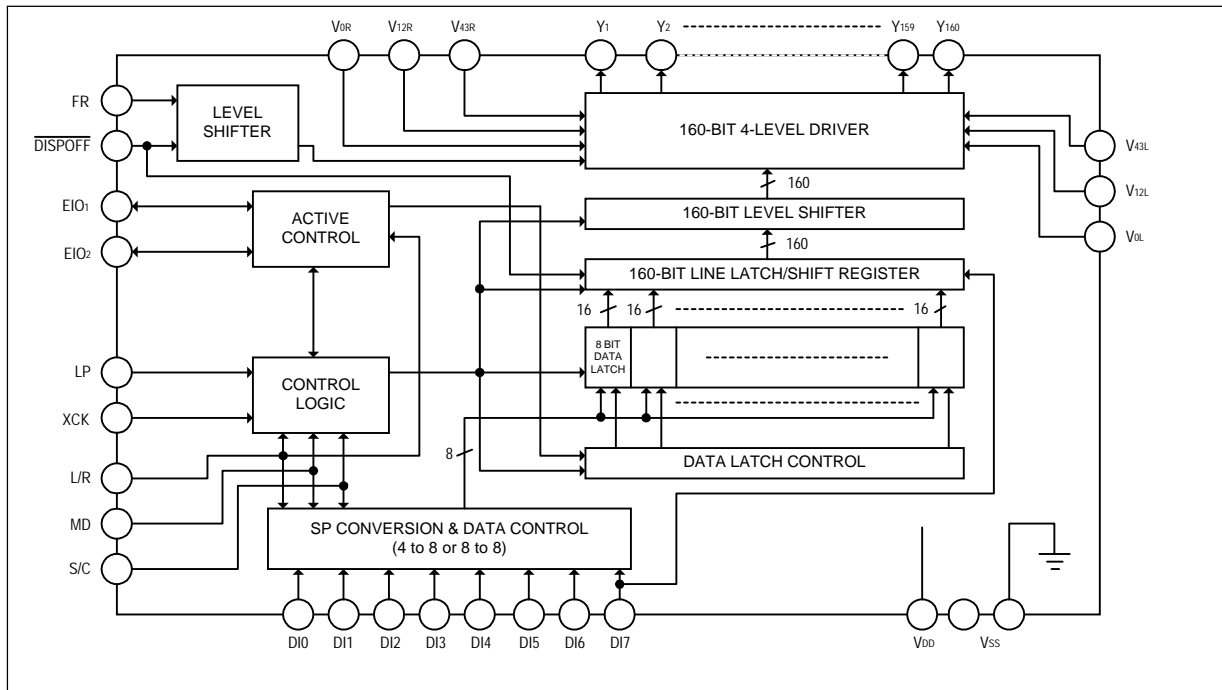 V0R V12R V43R Y1 Y2 Y159 Y160
FR
LEVEL
SHIFTER
160-BIT 4-LEVEL DRIVER
DISPOFF
V43L
160
V12L
EIO1
ACTIVE
CONTROL
160-BIT LEVEL SHIFTER
EIO2
160
V0L
160-BIT LINE LATCH/SHIFT REGISTER
16 16 16
8 BIT
DATA
LATCH
LP
CONTROL
LOGIC
XCK
8
DATA LATCH CONTROL
L/R
MD
SP CONVERSION & DATA CONTROL
(4 to 8 or 8 to 8)
S/C
DI0 DI1 DI2 DI3 DI4 DI5 DI6 DI7 VDD VSS